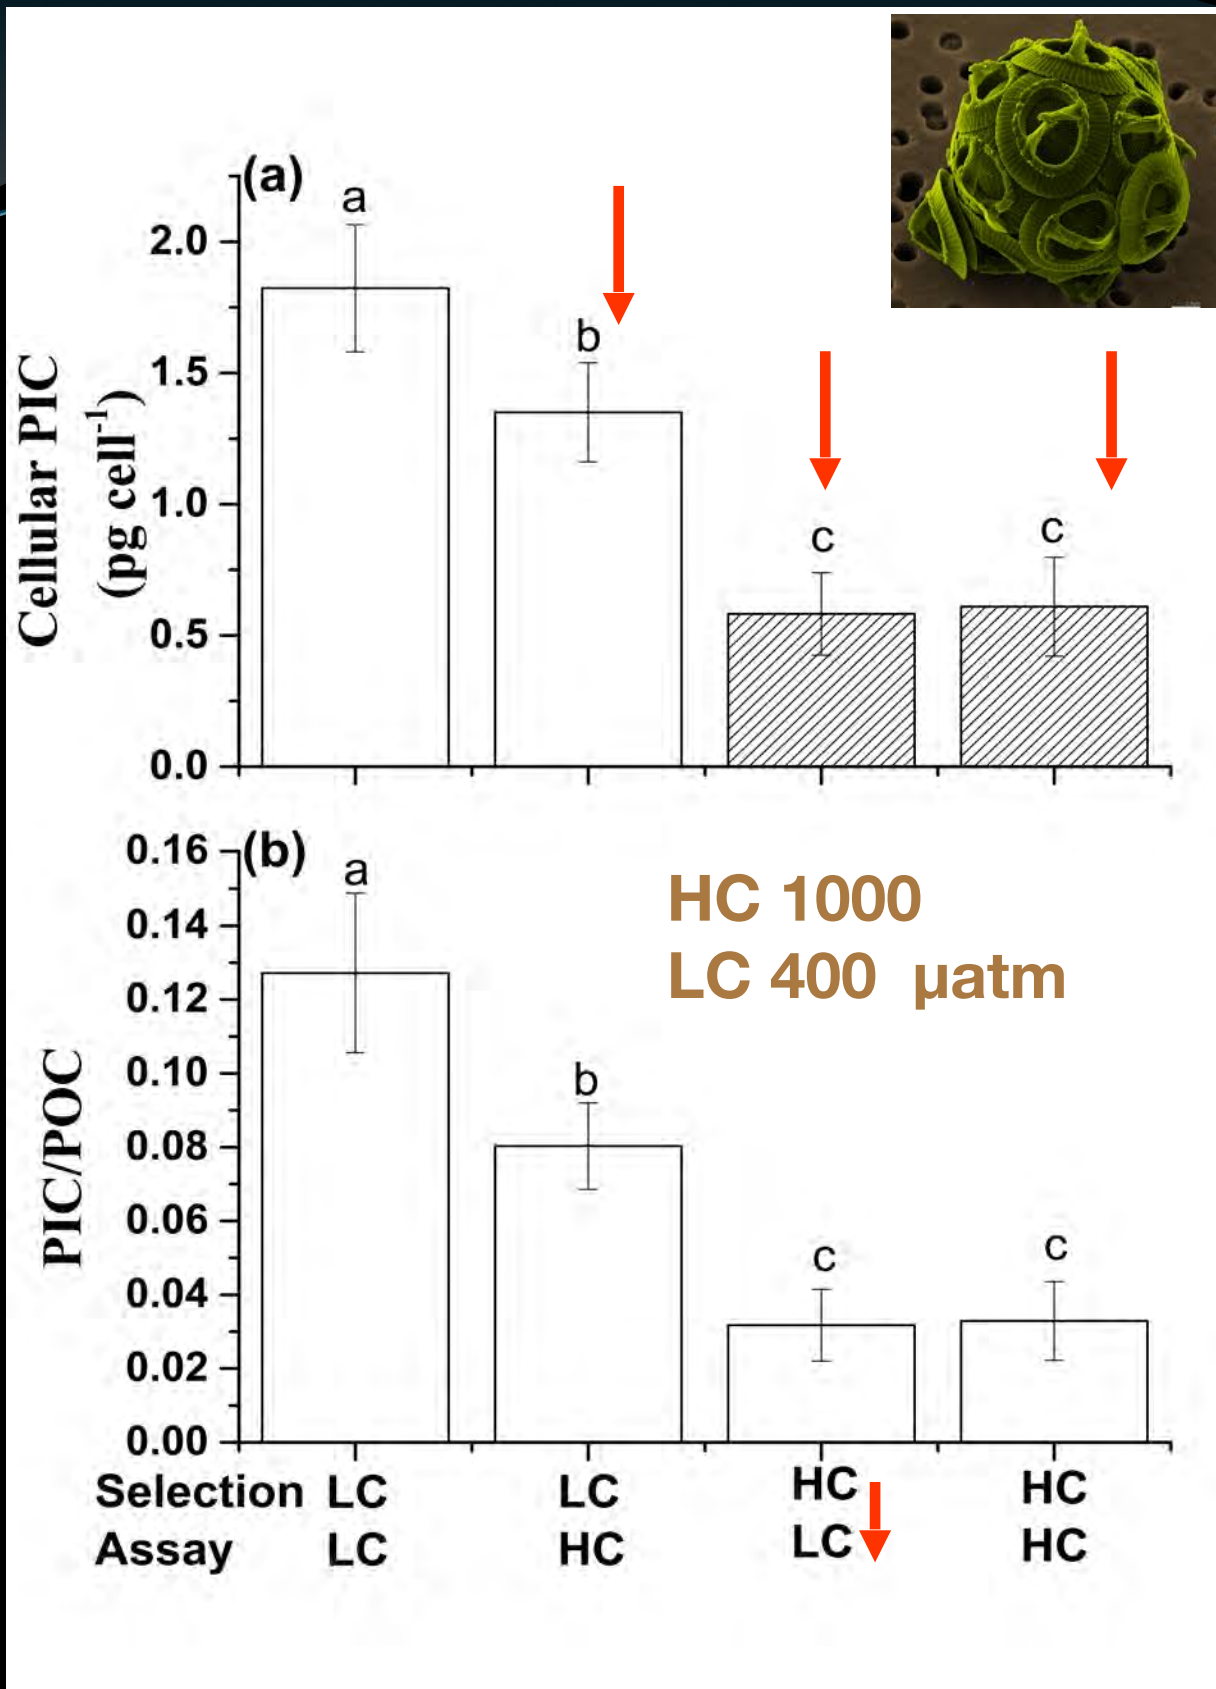 (a)
a
b
c
c
2.0
1.5
1.0
0.5
0.0
Cellular PIC
(pg cell⁻¹)
(b)
a
b
c
c
HC 1000
LC 400 µatm
0.16
0.14
0.12
0.10
0.08
0.06
0.04
0.02
0.00
PIC/POC
Selection LC LC HC HC
Assay LC HC LC HC